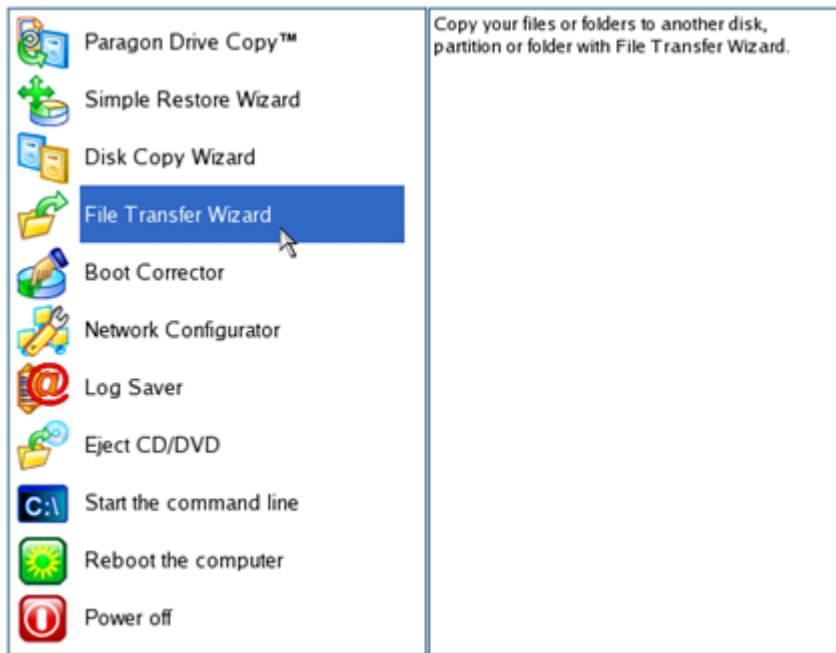 Paragon Drive Copy™
Simple Restore Wizard
Disk Copy Wizard
File Transfer Wizard
Boot Corrector
Network Configurator
Log Saver
Eject CD/DVD
C:\
Start the command line
Reboot the computer
Power off
Copy your files or folders to another disk,
partition or folder with File Transfer Wizard.